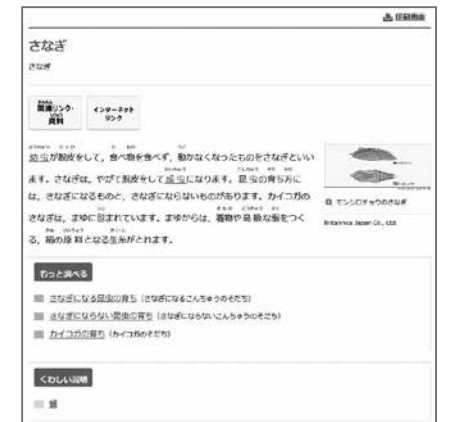 印刷画面
さなぎ
さなぎ
関連リンク・
資料
インターネット
リンク
幼虫が脱皮をして,食べ物を食べず,動かなくなったものをさなぎといい
ます。さなぎは,やがて脱皮をして成虫になります。昆虫の育ち方に
は,さなぎになるものと,さなぎにならないものがあります。カイコガの
さなぎは,まゆに包まれています。まゆからは,着物や高級な服をつく
る,絹の原料となる生糸がとれます。
モンシロチョウのさなぎ
Britannica Japan Co., Ltd.
もっと調べる
さなぎになる昆虫の育ち (さなぎになるこんちゅうのそだち)
さなぎにならない昆虫の育ち (さなぎにならないこんちゅうのそだち)
カイコガの育ち (カイコガのそだち)
くわしい説明
蛹